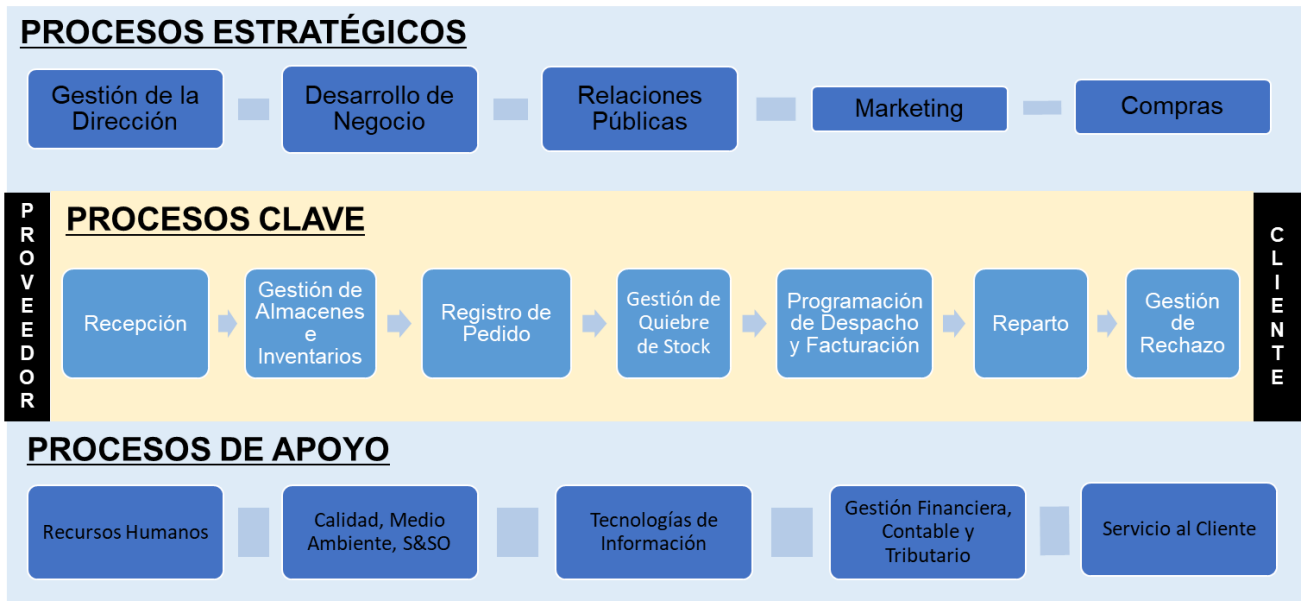 PROCESOS ESTRATÉGICOS
Gestión de la
Dirección
Desarrollo de
Negocio
Relaciones
Públicas
Marketing
Compras
PROVEEDOR
PROCESOS CLAVE
Recepción
Gestión de
Almacenes
e
Inventarios
Registro de
Pedido
Gestión de
Quiebre
de Stock
Programación
de Despacho
y Facturación
Reparto
Gestión
de
Rechazo
CLIENTE
PROCESOS DE APOYO
Recursos Humanos
Calidad, Medio
Ambiente, S&SO
Tecnologías de
Información
Gestión Financiera,
Contable y
Tributario
Servicio al Cliente